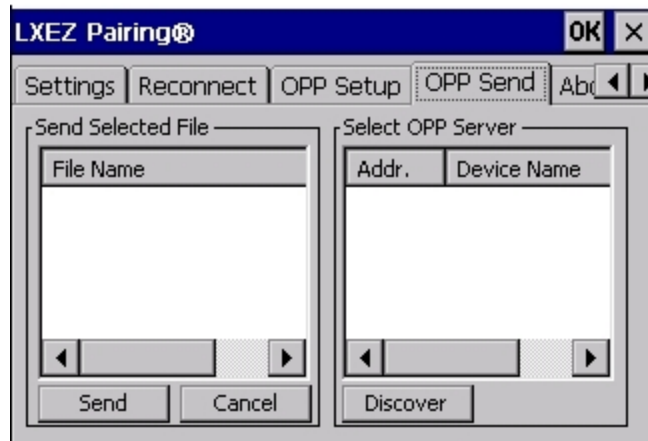 LXEZ Pairing® OK ×
Settings Reconnect OPP Setup OPP Send
Send Selected File Select OPP Server
File Name Addr. Device Name
Send Cancel Discover